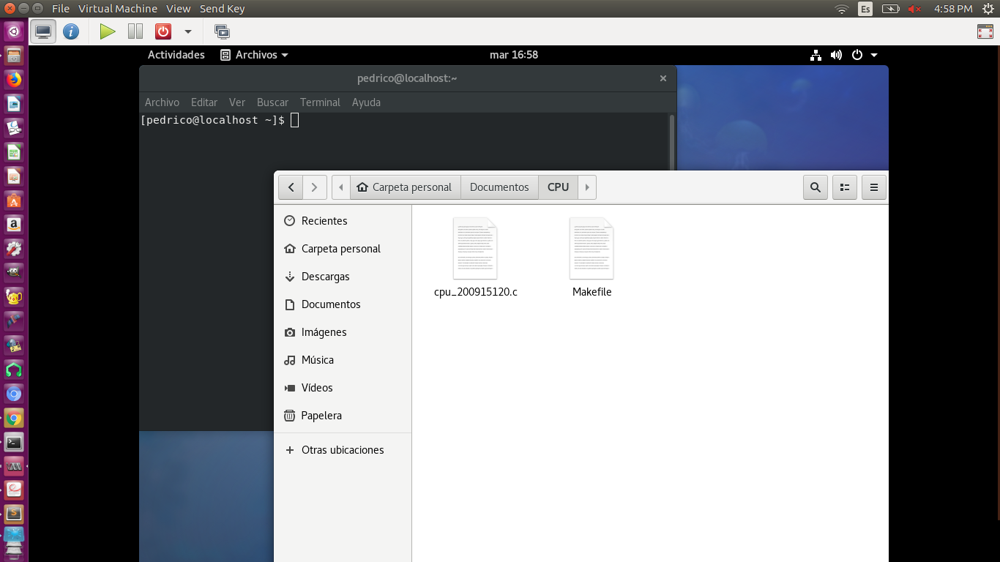 File Virtual Machine View Send Key Es 4:58 PM
Actividades Archivos mar 16:58
pedrico@localhost:~
Archivo Editar Ver Buscar Terminal Ayuda
[pedrico@localhost ~]$
Carpeta personal Documentos CPU
Recientes
Carpeta personal
Descargas
Documentos
Imágenes
Música
Vídeos
Papelera
Otras ubicaciones
cpu_200915120.c Makefile